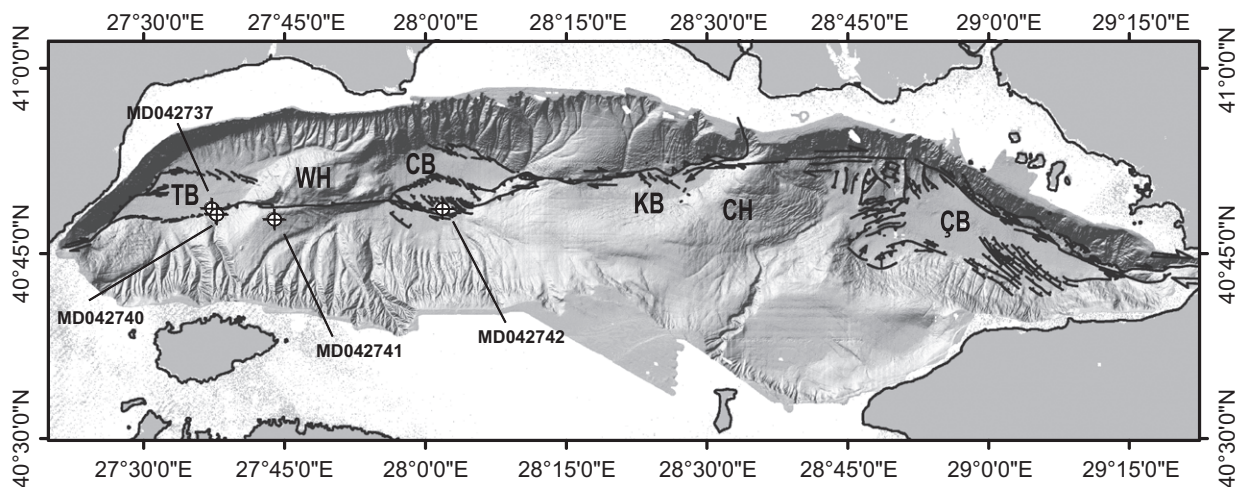 27°30'0"E 27°45'0"E 28°0'0"E 28°15'0"E 28°30'0"E 28°45'0"E 29°0'0"E 29°15'0"E
41°0'0"N 41°0'0"N
MD042737
CB
WH
TB
KB
CH
ÇB
40°45'0"N 40°45'0"N
MD042740
MD042742
MD042741
40°30'0"N 40°30'0"N
27°30'0"E 27°45'0"E 28°0'0"E 28°15'0"E 28°30'0"E 28°45'0"E 29°0'0"E 29°15'0"E